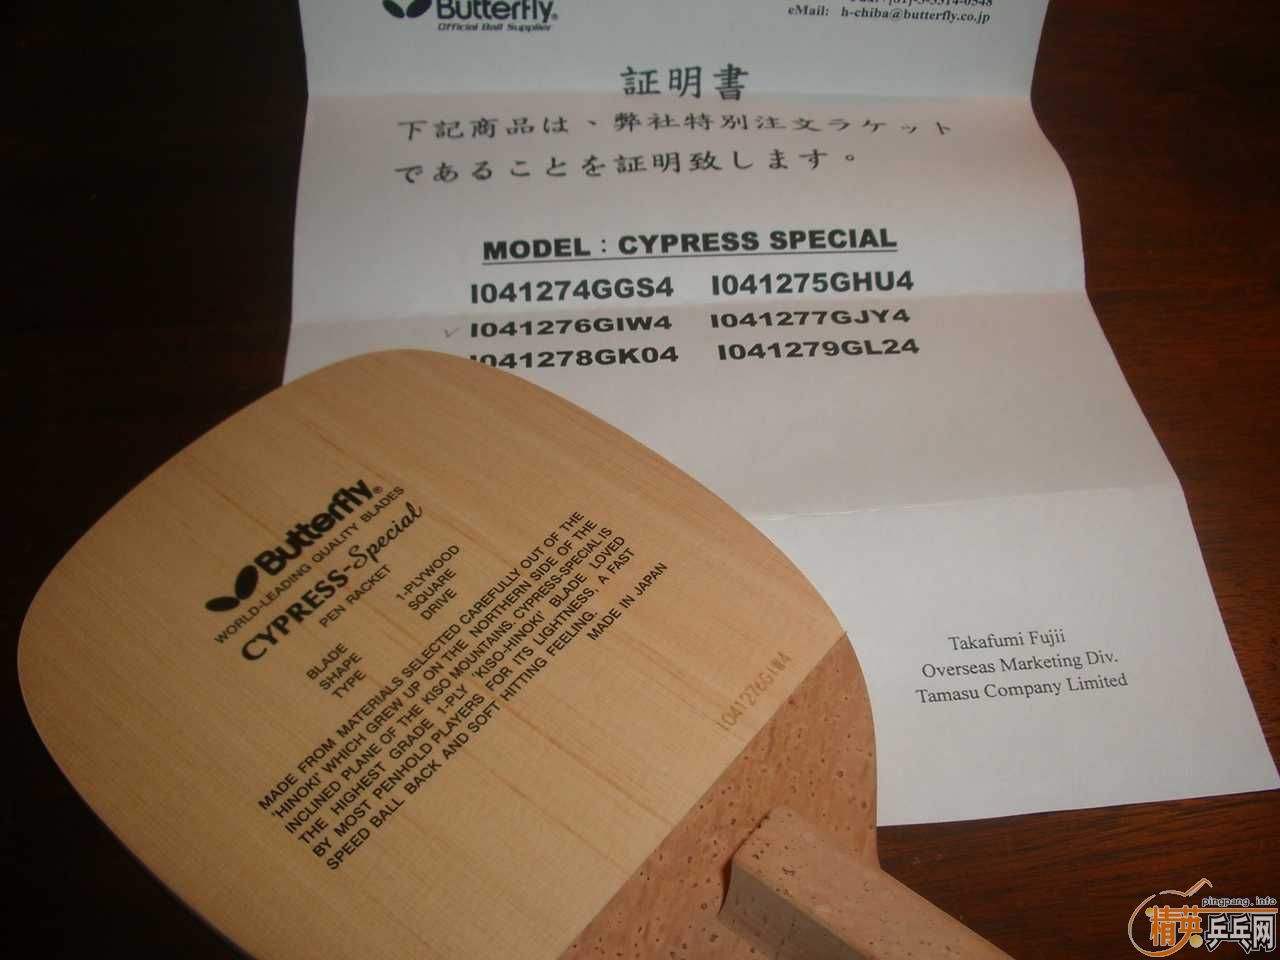 Butterfly®
Official Ball Supplier
eMail: h-chiba@butterfly.co.jp
証明書
下記商品は、弊社特別注文ラケット
であることを証明致します。
MODEL : CYPRESS SPECIAL
I041274GGS4 I041275GHU4
I041276GIW4 I041277GJY4
I041278GK04 I041279GL24
Takafumi Fujii
Overseas Marketing Div.
Tamasu Company Limited
Butterfly®
WORLD-LEADING QUALITY BLADES
CYPRESS-Special
PEN RACKET
BLADE 1-PLYWOOD
SHAPE SQUARE
TYPE DRIVE
MADE FROM MATERIALS SELECTED CAREFULLY OUT OF THE
'HINOKI' WHICH GREW UP ON THE NORTHERN SIDE OF THE
INCLINED PLANE OF THE KISO MOUNTAINS. CYPRESS-SPECIAL IS
THE HIGHEST GRADE 1-PLY 'KISO-HINOKI' BLADE LOVED
BY MOST PENHOLD PLAYERS FOR ITS LIGHTNESS, A FAST
SPEED BALL BACK AND SOFT HITTING FEELING.
MADE IN JAPAN
I041276GIW4
pingpang.info
精英乒乓网